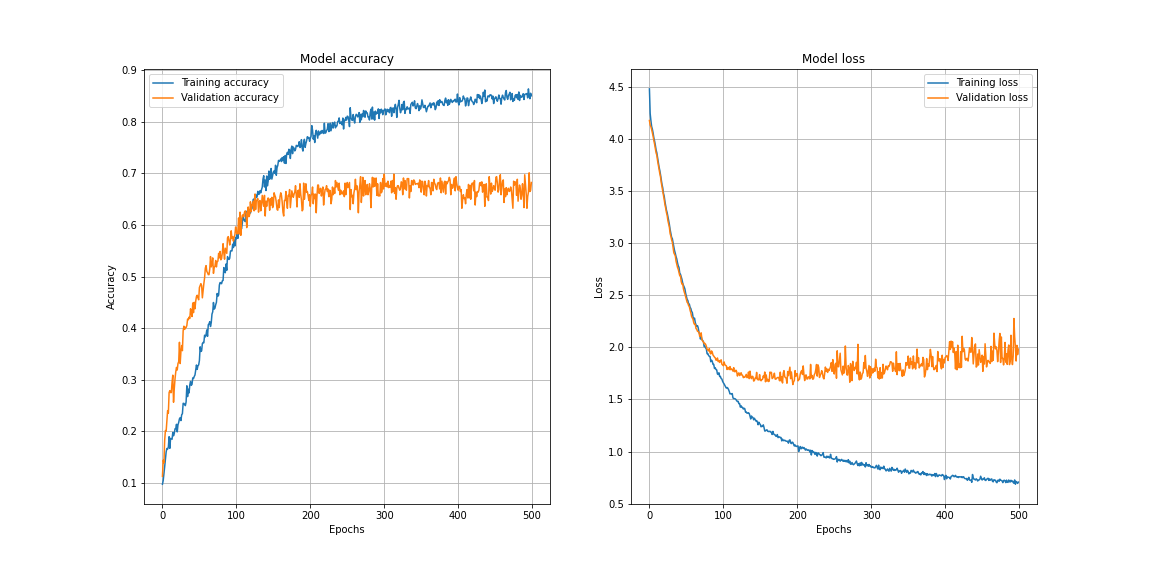 Model accuracy
Training accuracy
Validation accuracy
0.9
0.8
0.7
0.6
0.5
0.4
0.3
0.2
0.1
Accuracy
0 100 200 300 400 500
Epochs
Model loss
Training loss
Validation loss
4.5
4.0
3.5
3.0
2.5
2.0
1.5
1.0
0.5
Loss
0 100 200 300 400 500
Epochs